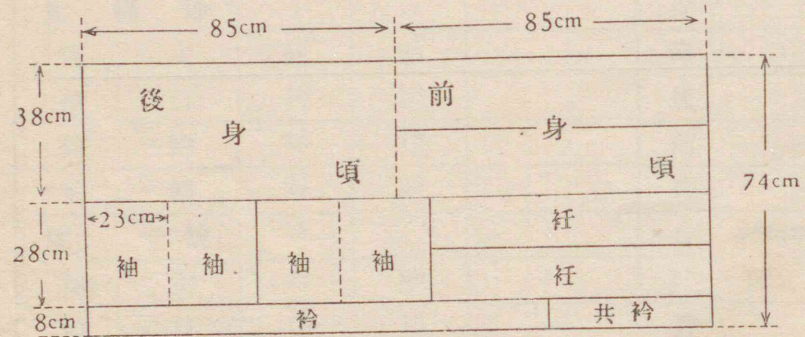 85cm 85cm
38cm
後身頃
前身頃
74cm
28cm
23cm
袖 袖 袖 袖
衽
衽
8cm
衿
共衿